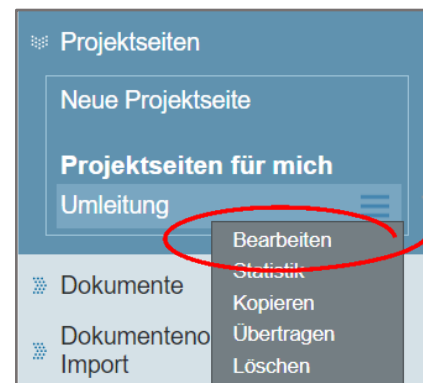 Projektseiten
Neue Projektseite
Projektseiten für mich
Umleitung
Bearbeiten
Statistik
Kopieren
Übertragen
Löschen
Dokumente
Dokumenteno
Import